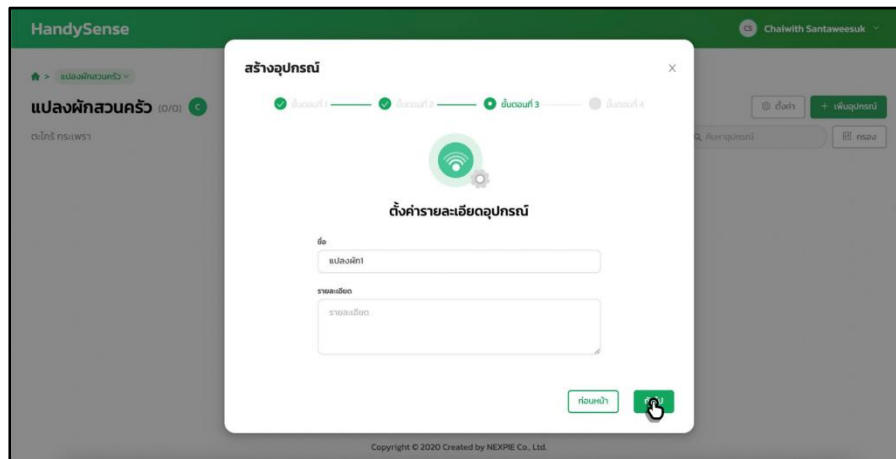 HandySense
CS Chaiwith Santaweesuk
> แปลงผักสวนครัว
แปลงผักสวนครัว (0/0) C
ตะไคร้ กระเพรา
ตั้งค่า
+ เพิ่มอุปกรณ์
ค้นหาอุปกรณ์
กรอง
สร้างอุปกรณ์
ขั้นตอนที่ 1
ขั้นตอนที่ 2
ขั้นตอนที่ 3
ขั้นตอนที่ 4
ตั้งค่ารายละเอียดอุปกรณ์
ชื่อ
แปลงผัก1
รายละเอียด
รายละเอียด
ก่อนหน้า
Copyright © 2020 Created by NEXPIE Co., Ltd.